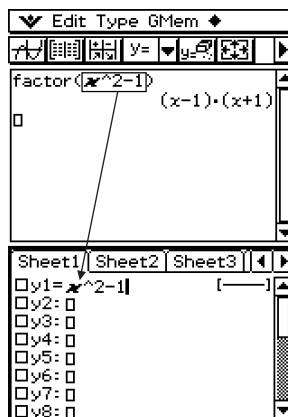 Edit Type GMem
y= y=
factor(x^2-1)
(x-1)·(x+1)
Sheet1 Sheet2 Sheet3
y1=x^2-1 [—]
y2:
y3:
y4:
y5:
y6:
y7:
y8: